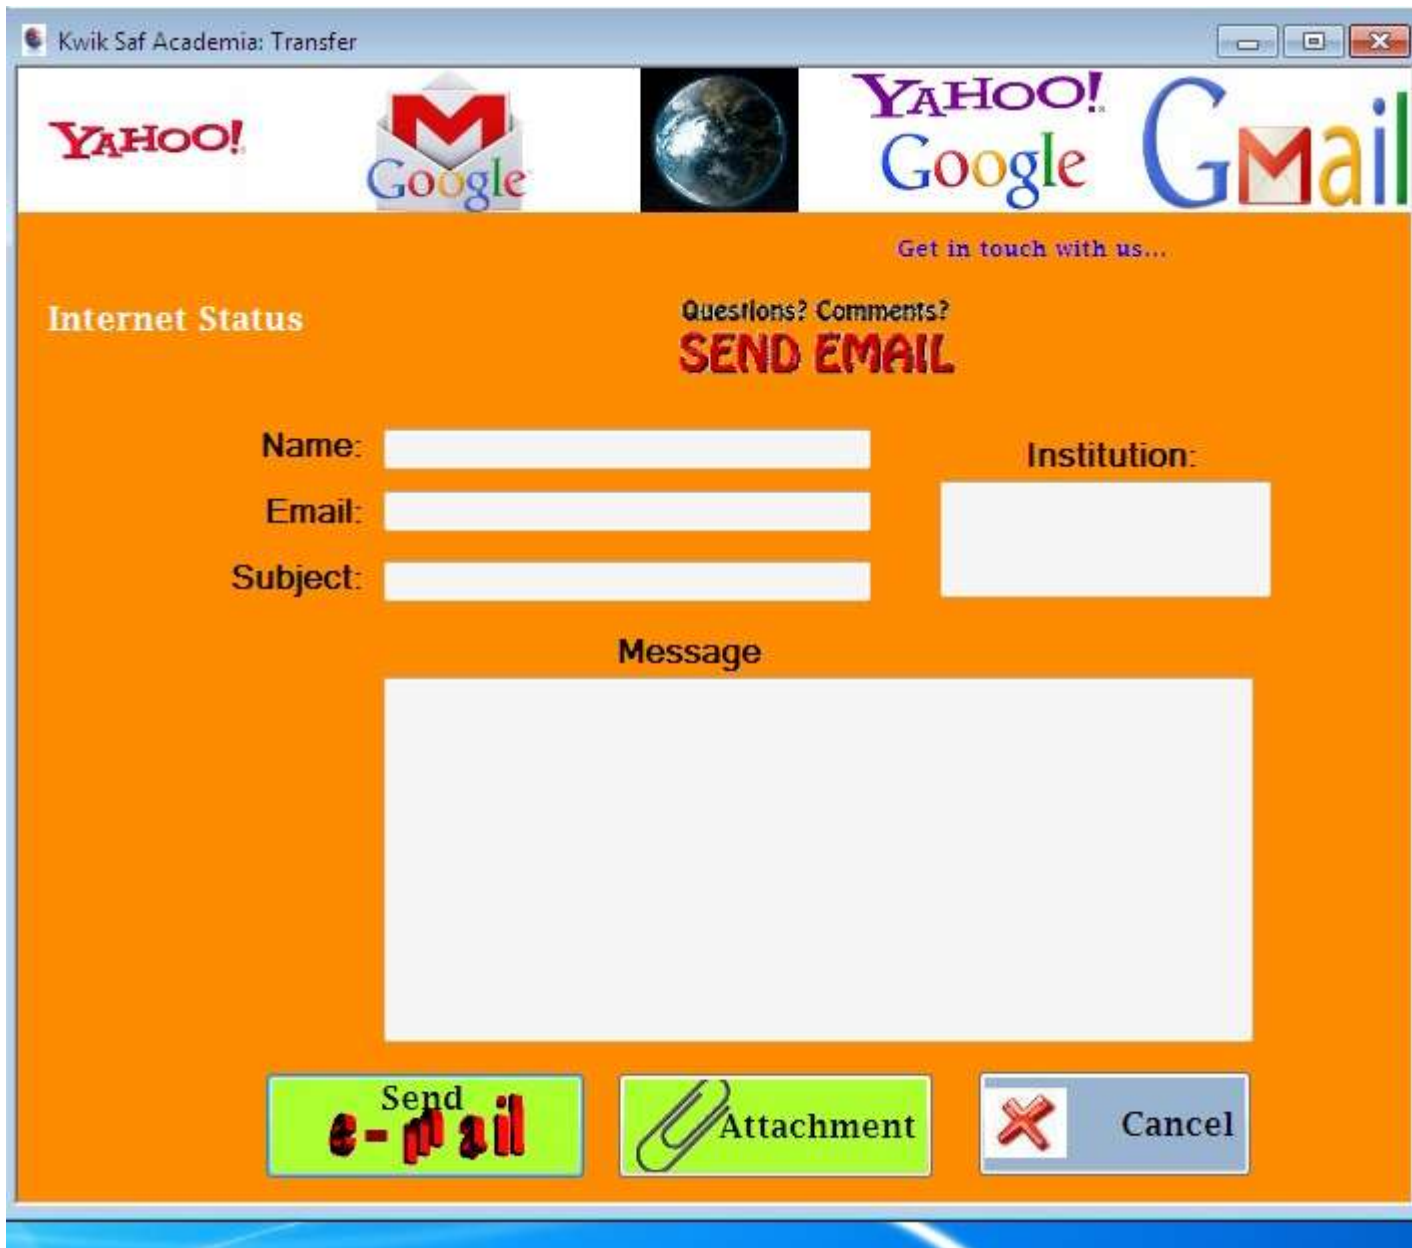 Kwik Saf Academia: Transfer
YAHOO!
Google
YAHOO!
Google
GMail
Get in touch with us...
Internet Status
Questions? Comments?
SEND EMAIL
Name:
Institution:
Email:
Subject:
Message
Send
e-mail
Attachment
Cancel